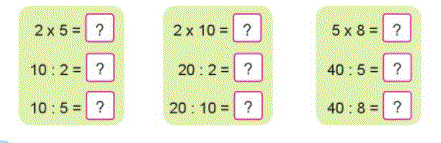 2 x 5 = ?
10 : 2 = ?
10 : 5 = ?
2 x 10 = ?
20 : 2 = ?
20 : 10 = ?
5 x 8 = ?
40 : 5 = ?
40 : 8 = ?